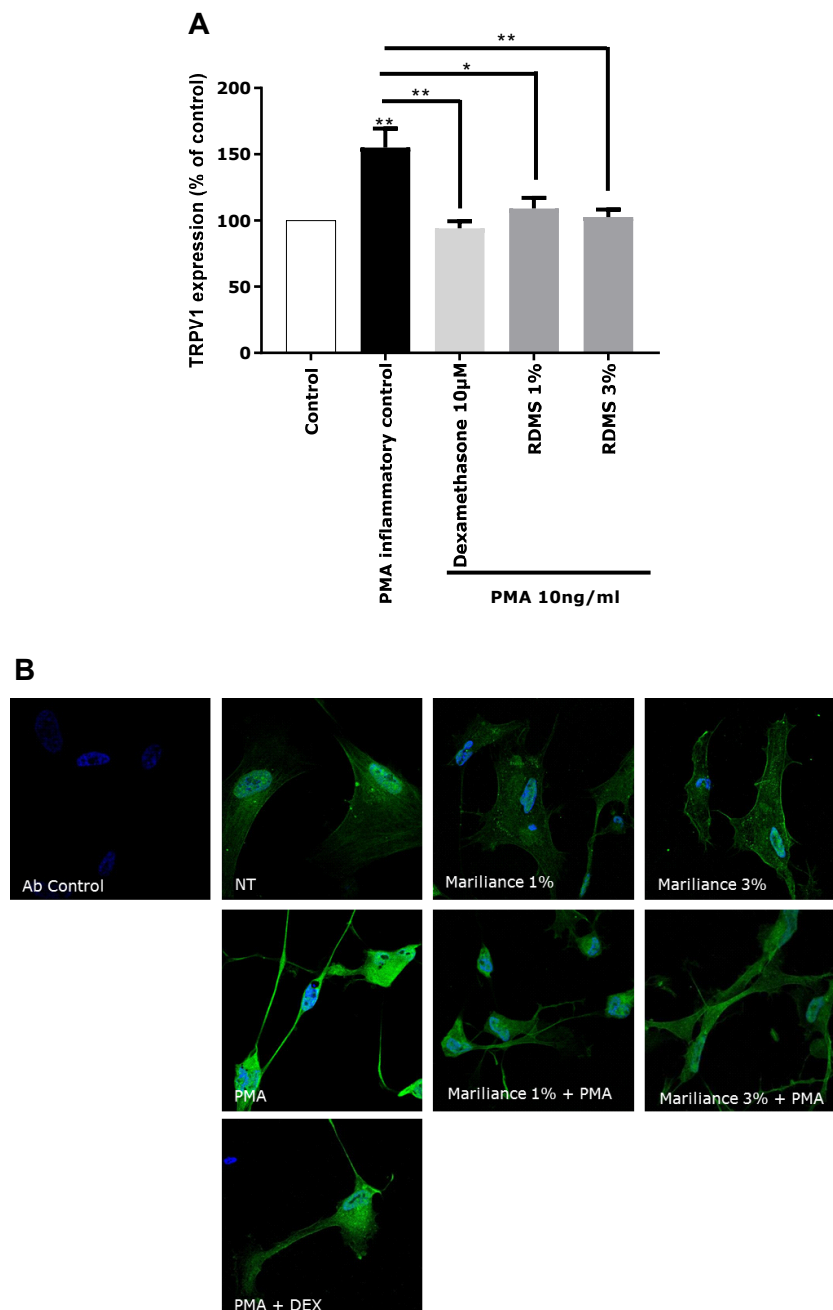 A
**
*
**
**
TRPV1 expression (% of control)
200
150
100
50
0
Control
PMA inflammatory control
Dexamethasone 10µM
RDMS 1%
RDMS 3%
PMA 10ng/ml
B
Ab Control
NT
Mariliance 1%
Mariliance 3%
PMA
Mariliance 1% + PMA
Mariliance 3% + PMA
PMA + DEX